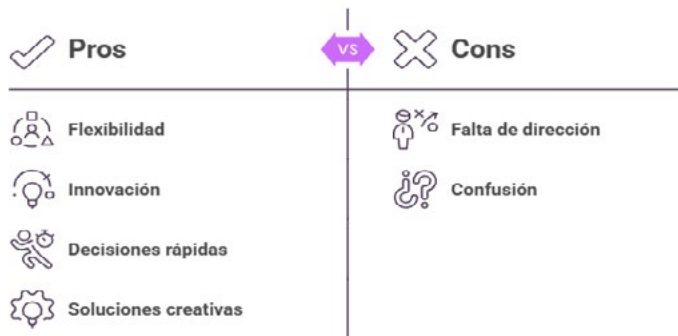 Pros
VS
Cons
Flexibilidad
Innovación
Decisiones rápidas
Soluciones creativas
Falta de dirección
Confusión